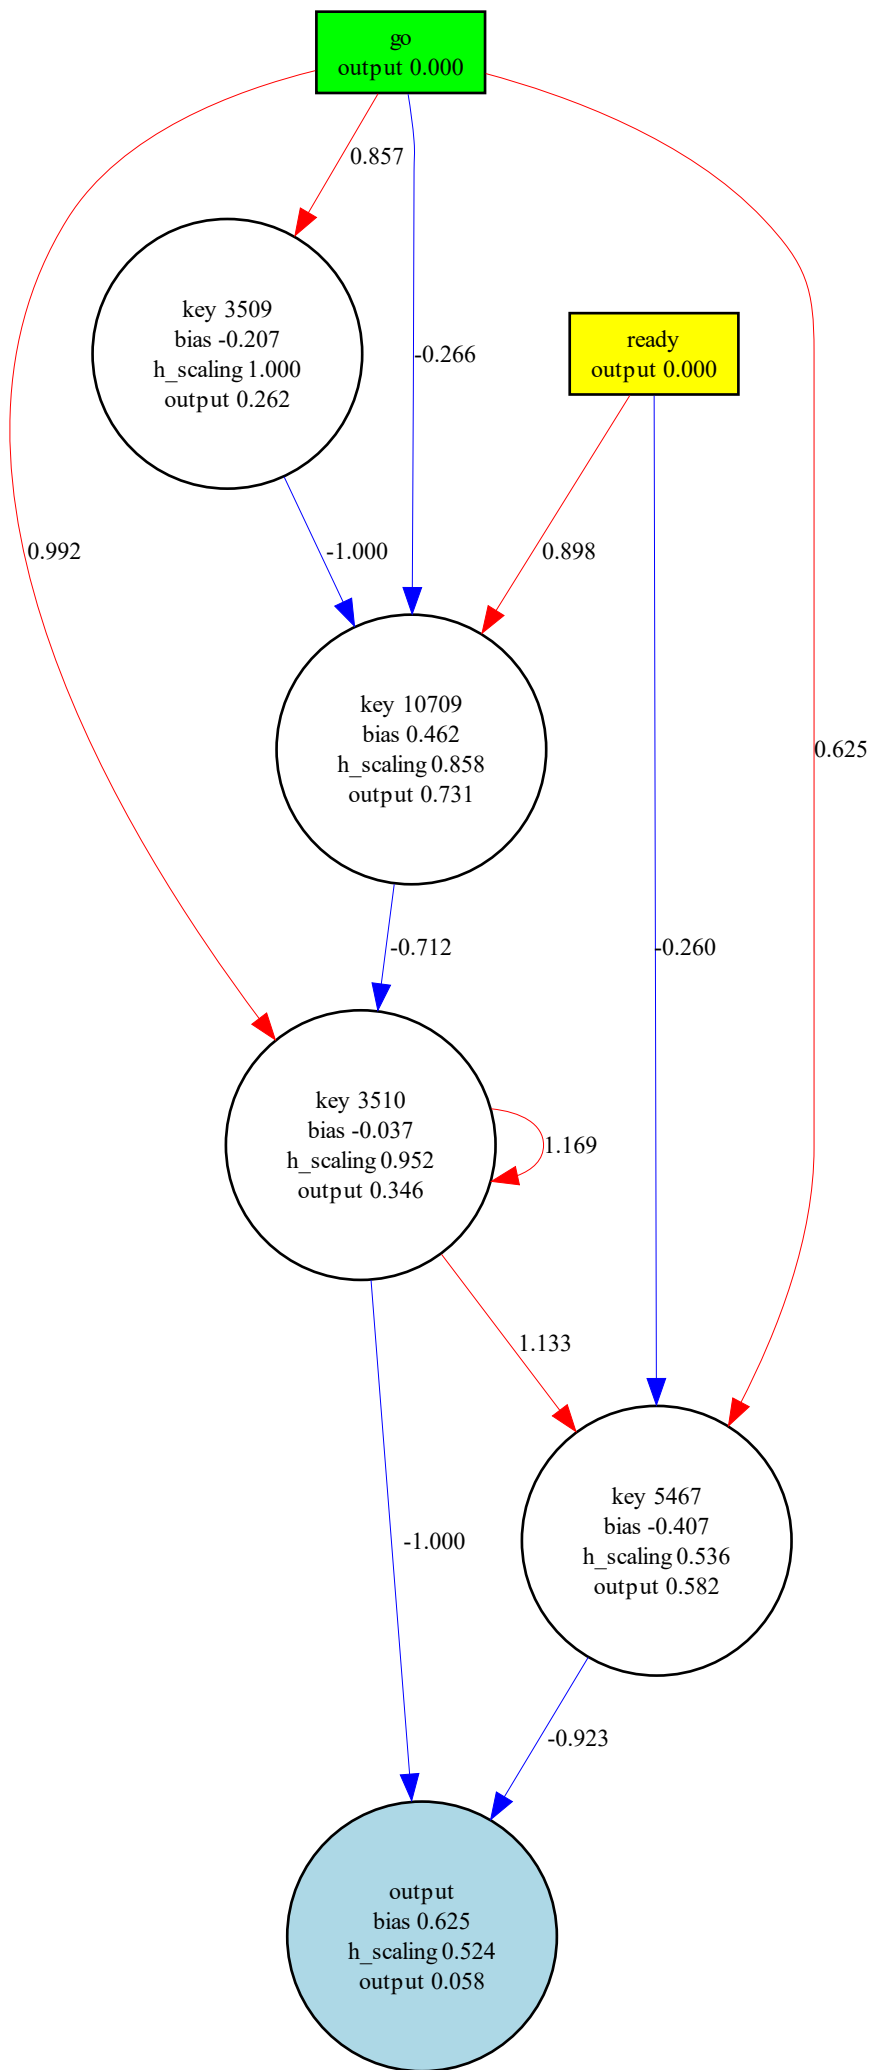 go
output 0.000
0.857
key 3509
bias -0.207
h_scaling 1.000
output 0.262
-0.266
ready
output 0.000
0.992
-1.000
0.898
key 10709
bias 0.462
h_scaling 0.858
output 0.731
0.625
-0.712
-0.260
key 3510
bias -0.037
h_scaling 0.952
output 0.346
1.169
1.133
key 5467
bias -0.407
h_scaling 0.536
output 0.582
-1.000
-0.923
output
bias 0.625
h_scaling 0.524
output 0.058